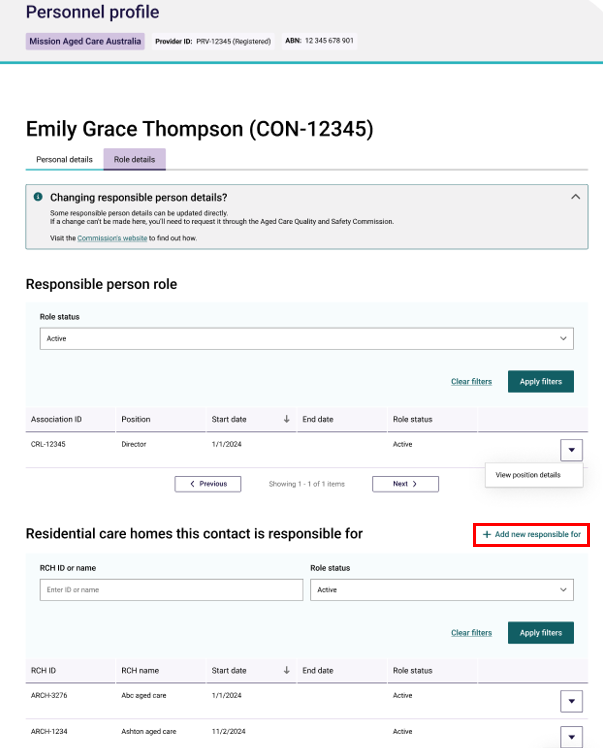 Personnel profile
Mission Aged Care Australia Provider ID: PRV-12345 (Registered) ABN: 12 345 678 901
Emily Grace Thompson (CON-12345)
Personal details Role details
Changing responsible person details?
Some responsible person details can be updated directly.
If a change can't be made here, you'll need to request it through the Aged Care Quality and Safety Commission.
Visit the Commission's website to find out how.
Responsible person role
Role status
Active
Clear filters Apply filters
Association ID Position Start date End date Role status
CRL-12345 Director 1/1/2024 Active
View position details
Previous Showing 1 - 1 of 1 items Next
Residential care homes this contact is responsible for + Add new responsible for
RCH ID or name Role status
Enter ID or name Active
Clear filters Apply filters
RCH ID RCH name Start date End date Role status
ARCH-3276 Abc aged care 1/1/2024 Active
ARCH-1234 Ashton aged care 11/2/2024 Active